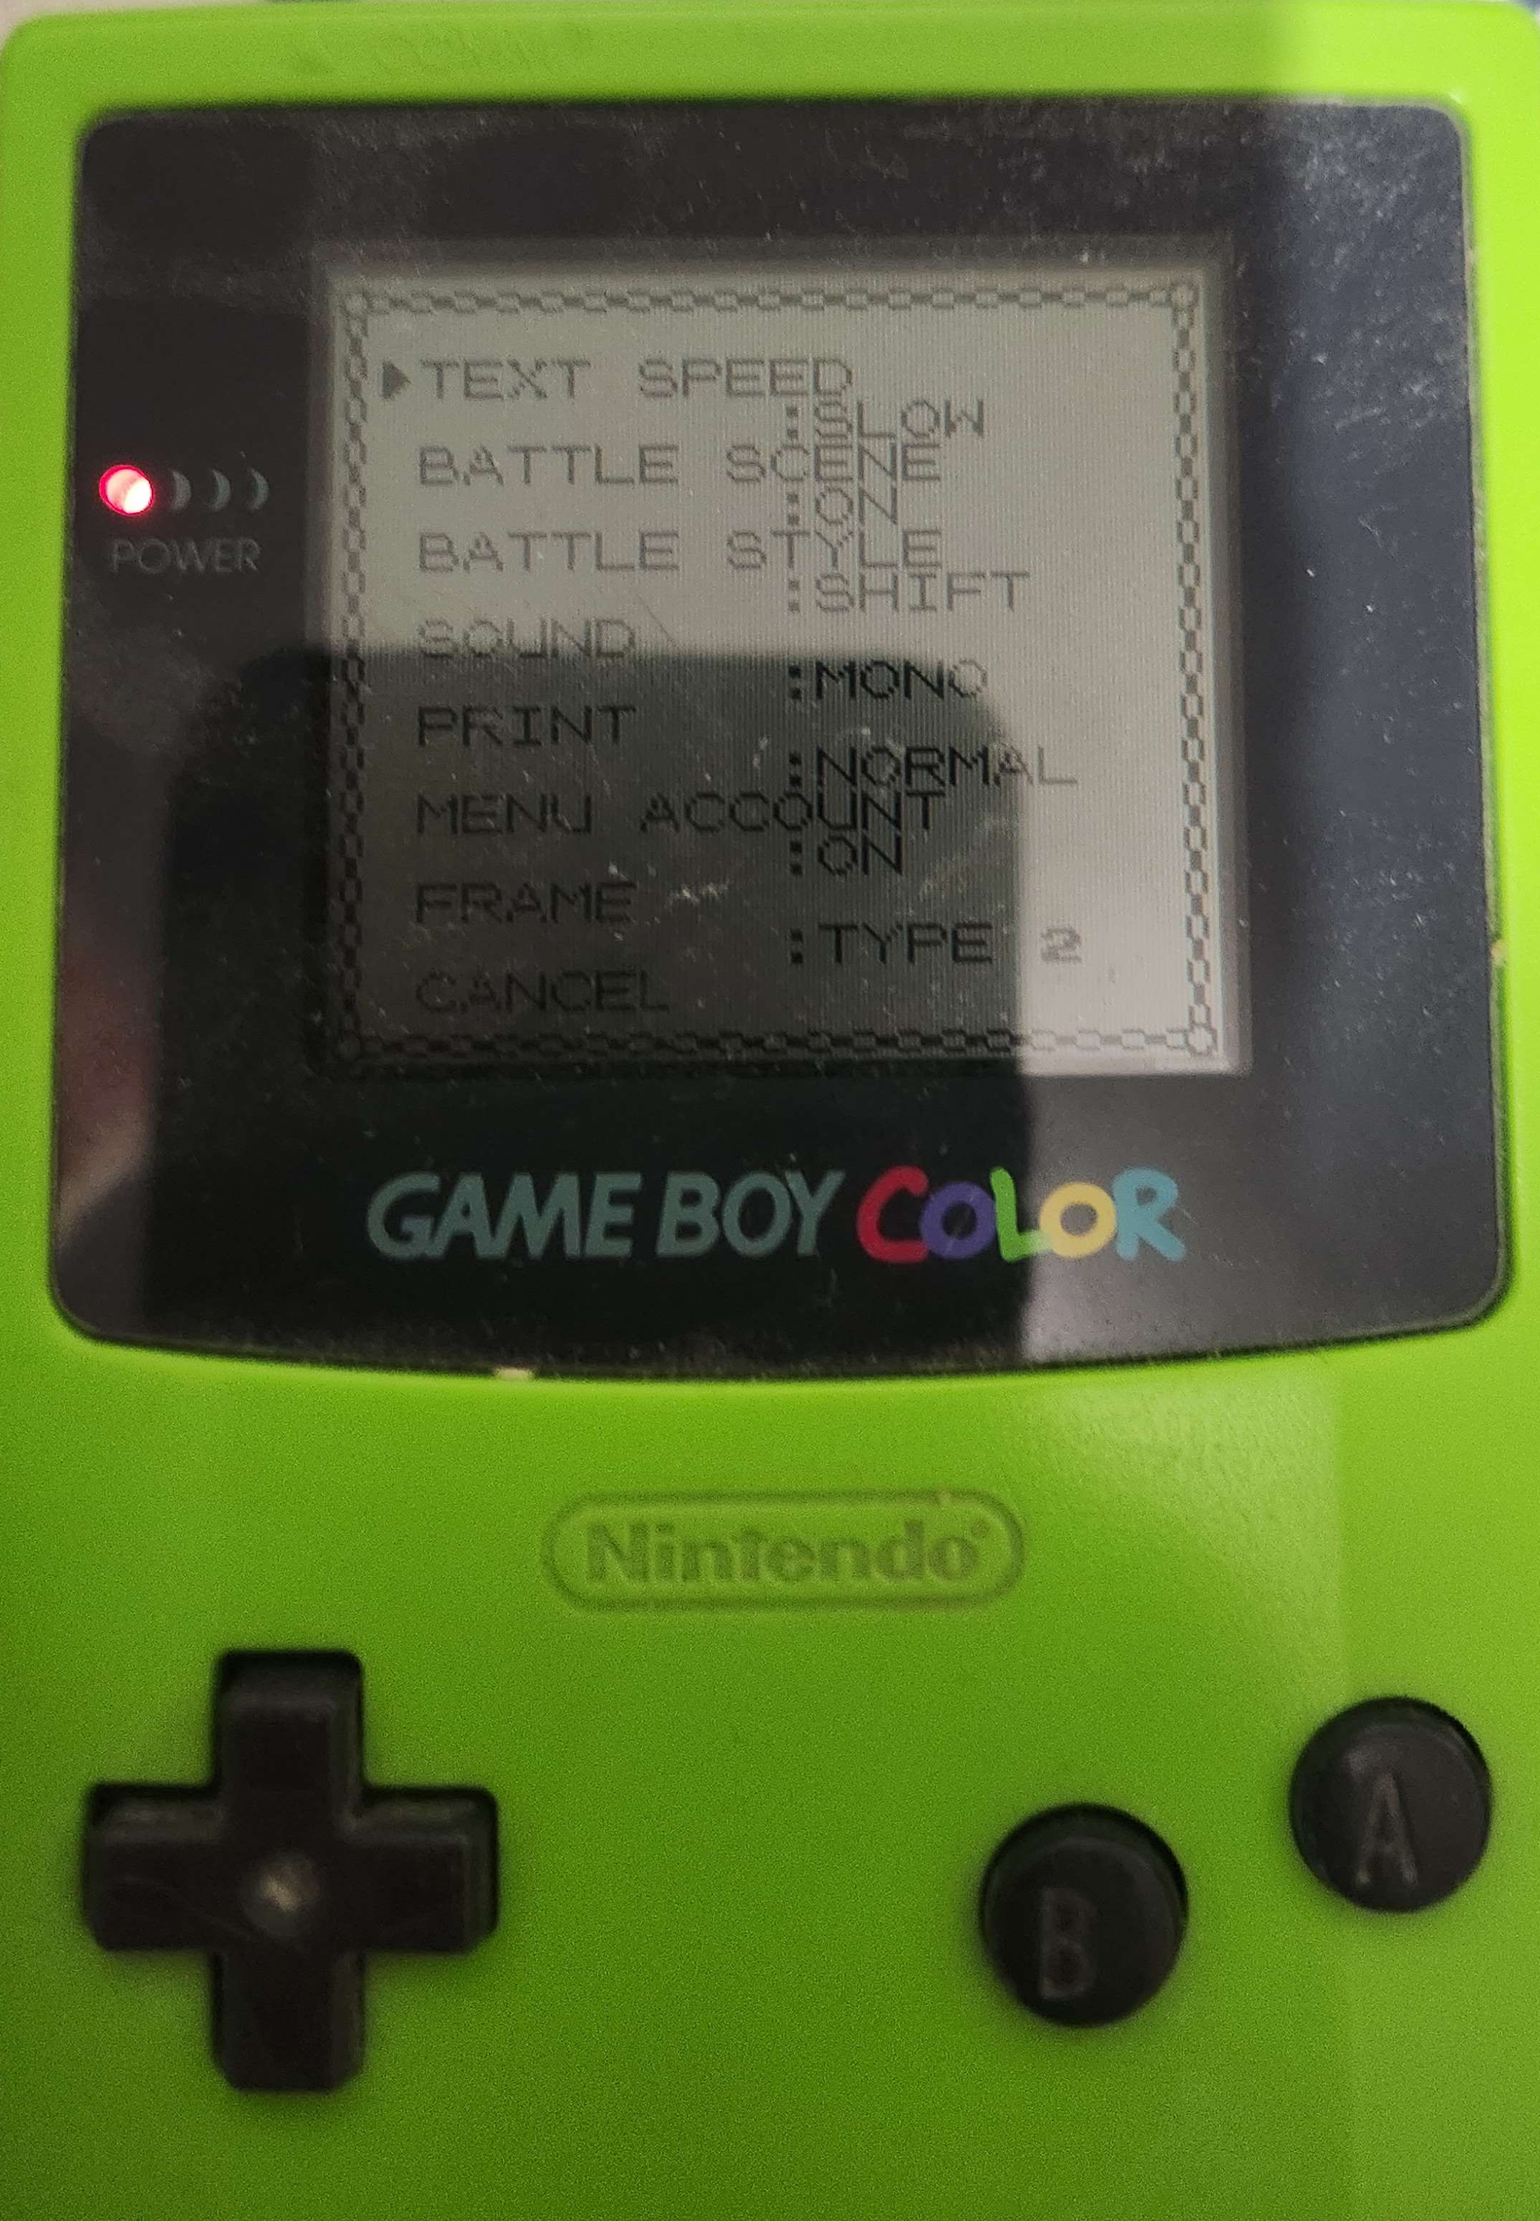 TEXT SPEED
:SLOW
BATTLE SCENE
:ON
BATTLE STYLE
:SHIFT
SOUND
:MONO
PRINT
:NORMAL
MENU ACCOUNT
:ON
FRAME
:TYPE 2
CANCEL
POWER
GAME BOY COLOR
Nintendo®
B
A